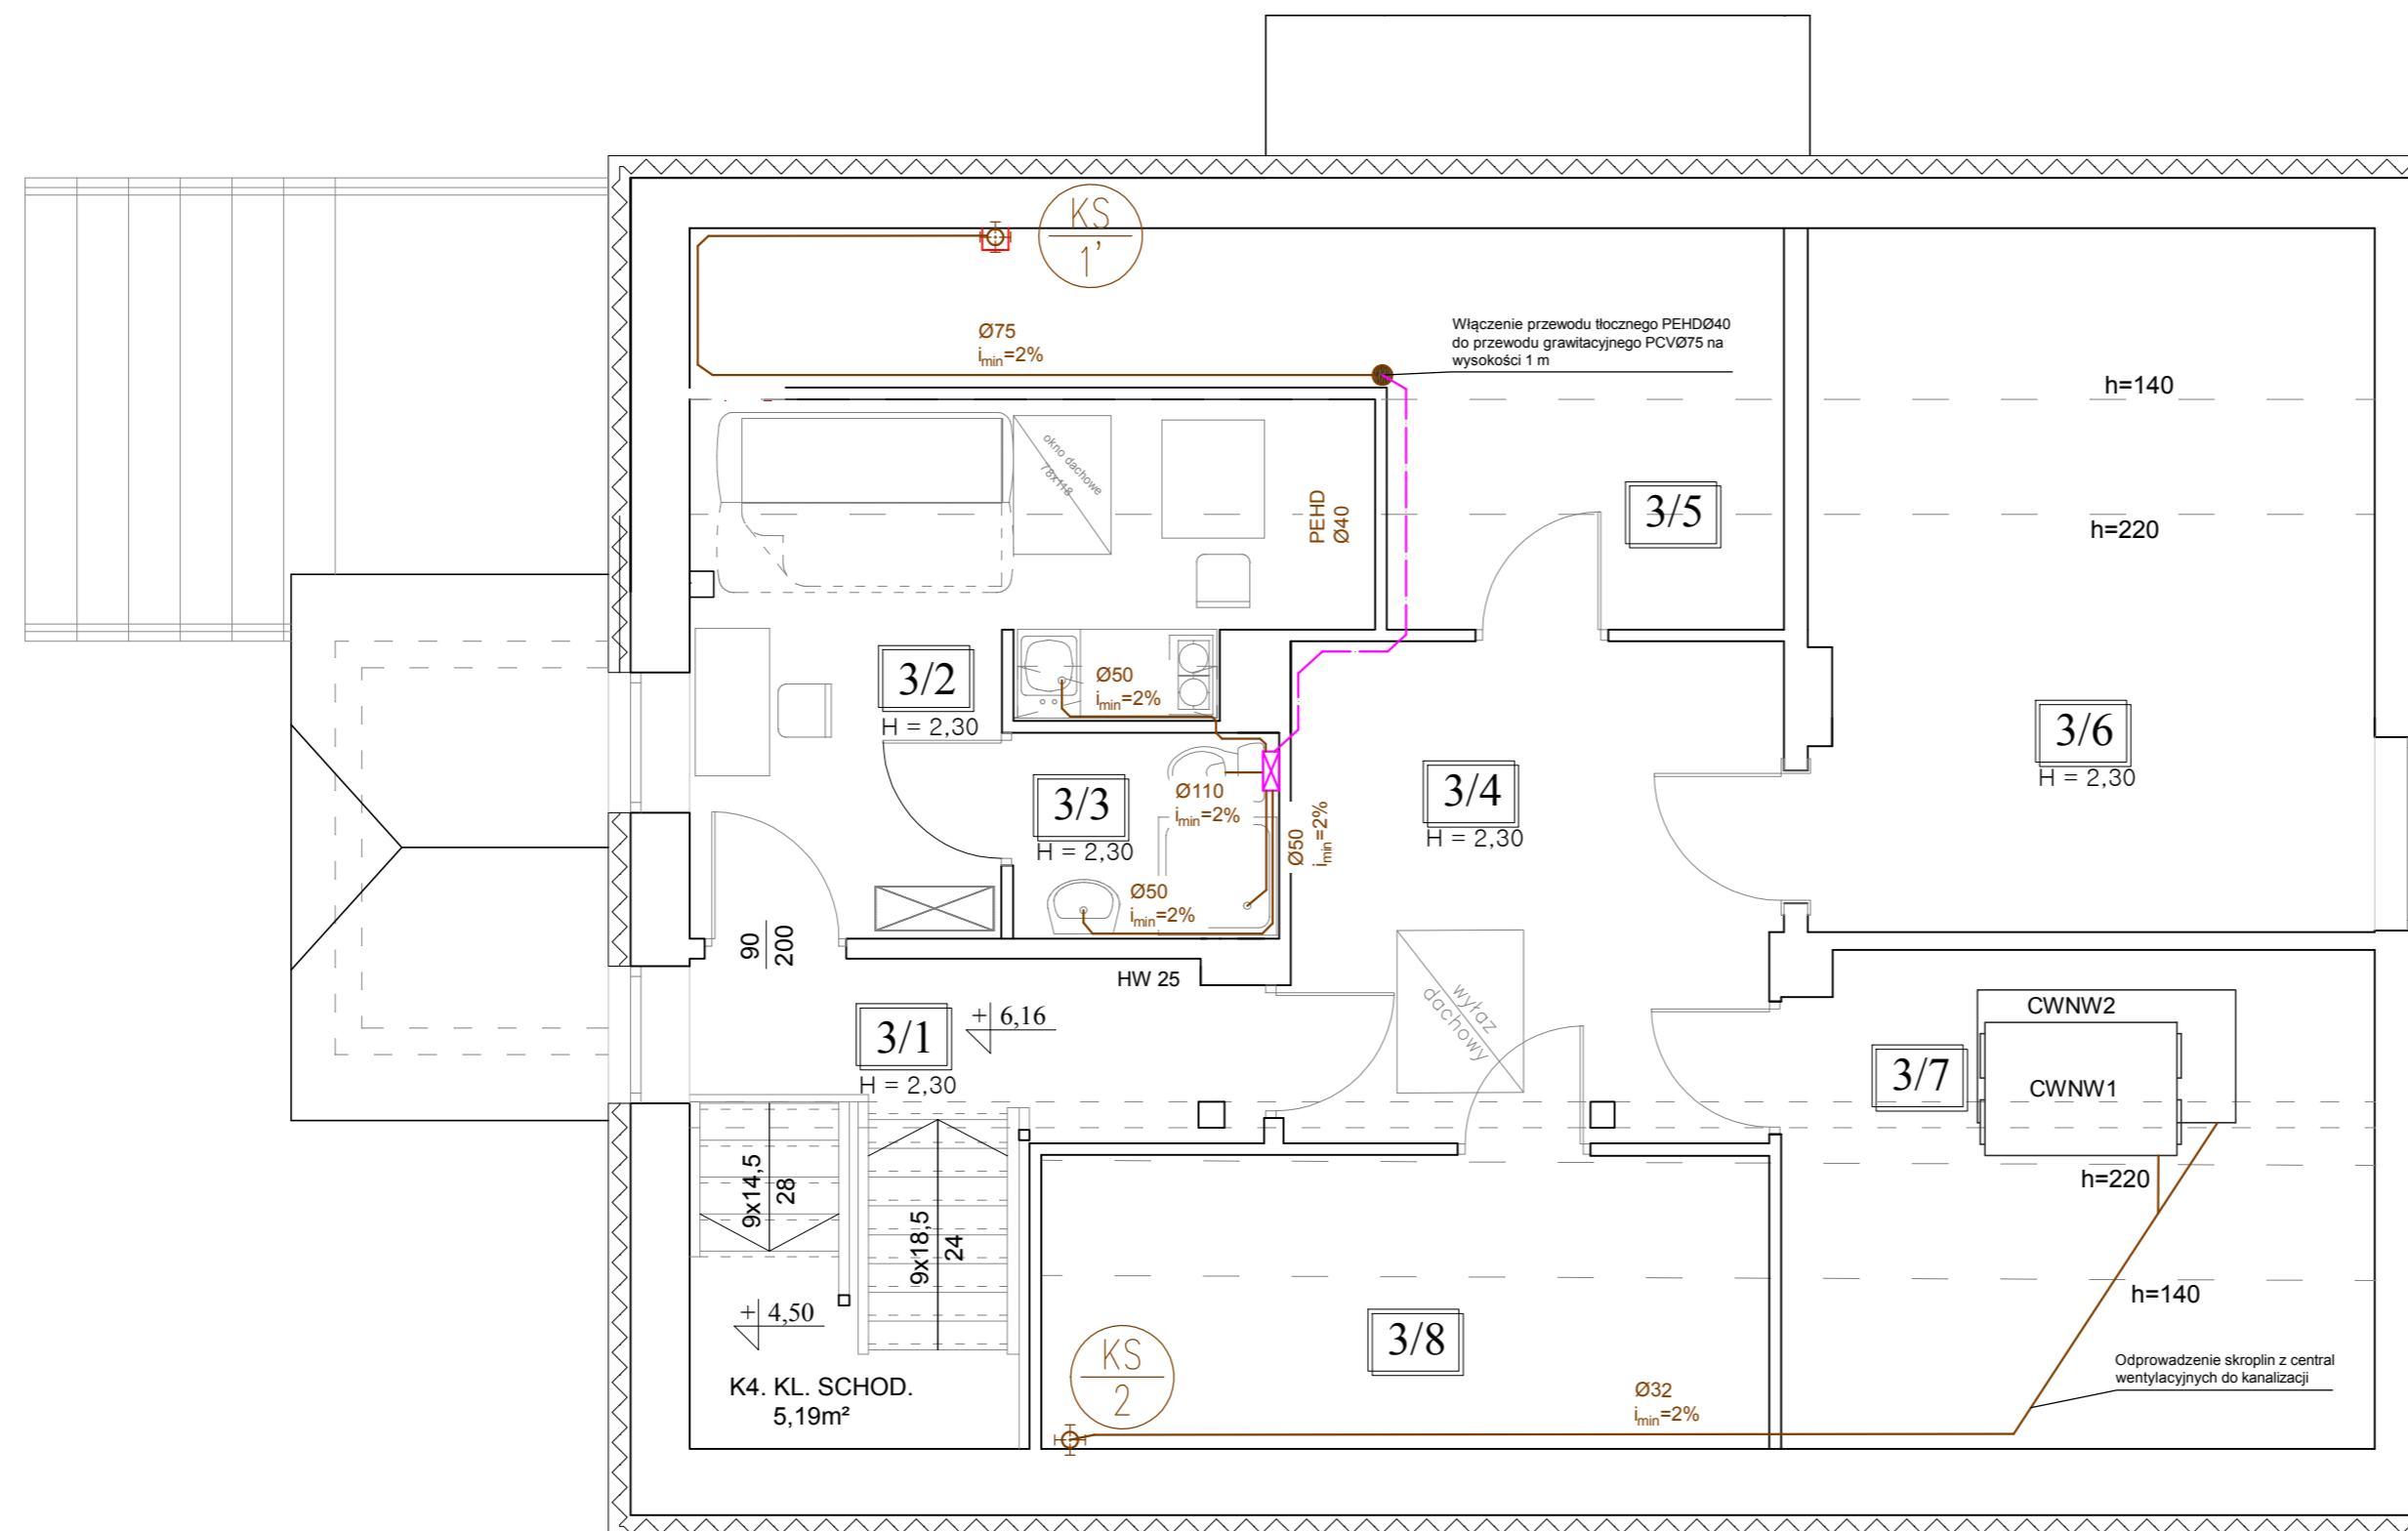 KS
1’
Ø75
imin=2%
Włączenie przewodu tłocznego PEHDØ40
do przewodu grawitacyjnego PCVØ75 na
wysokości 1 m
h=140
okno dachowe
78x118
PEHD
Ø40
3/5
h=220
3/2
H = 2,30
Ø50
imin=2%
3/6
H = 2,30
3/3
H = 2,30
Ø110
imin=2%
Ø50
imin=2%
3/4
H = 2,30
Ø50
imin=2%
90
200
HW 25
3/1
H = 2,30
+ 6,16
wyłaz
dachowy
CWNW2
3/7
CWNW1
9x14,5
28
9x18,5
24
h=220
+ 4,50
h=140
K4. KL. SCHOD.
5,19m²
KS
2
3/8
Ø32
imin=2%
Odprowadzenie skroplin z central
wentylacyjnych do kanalizacji